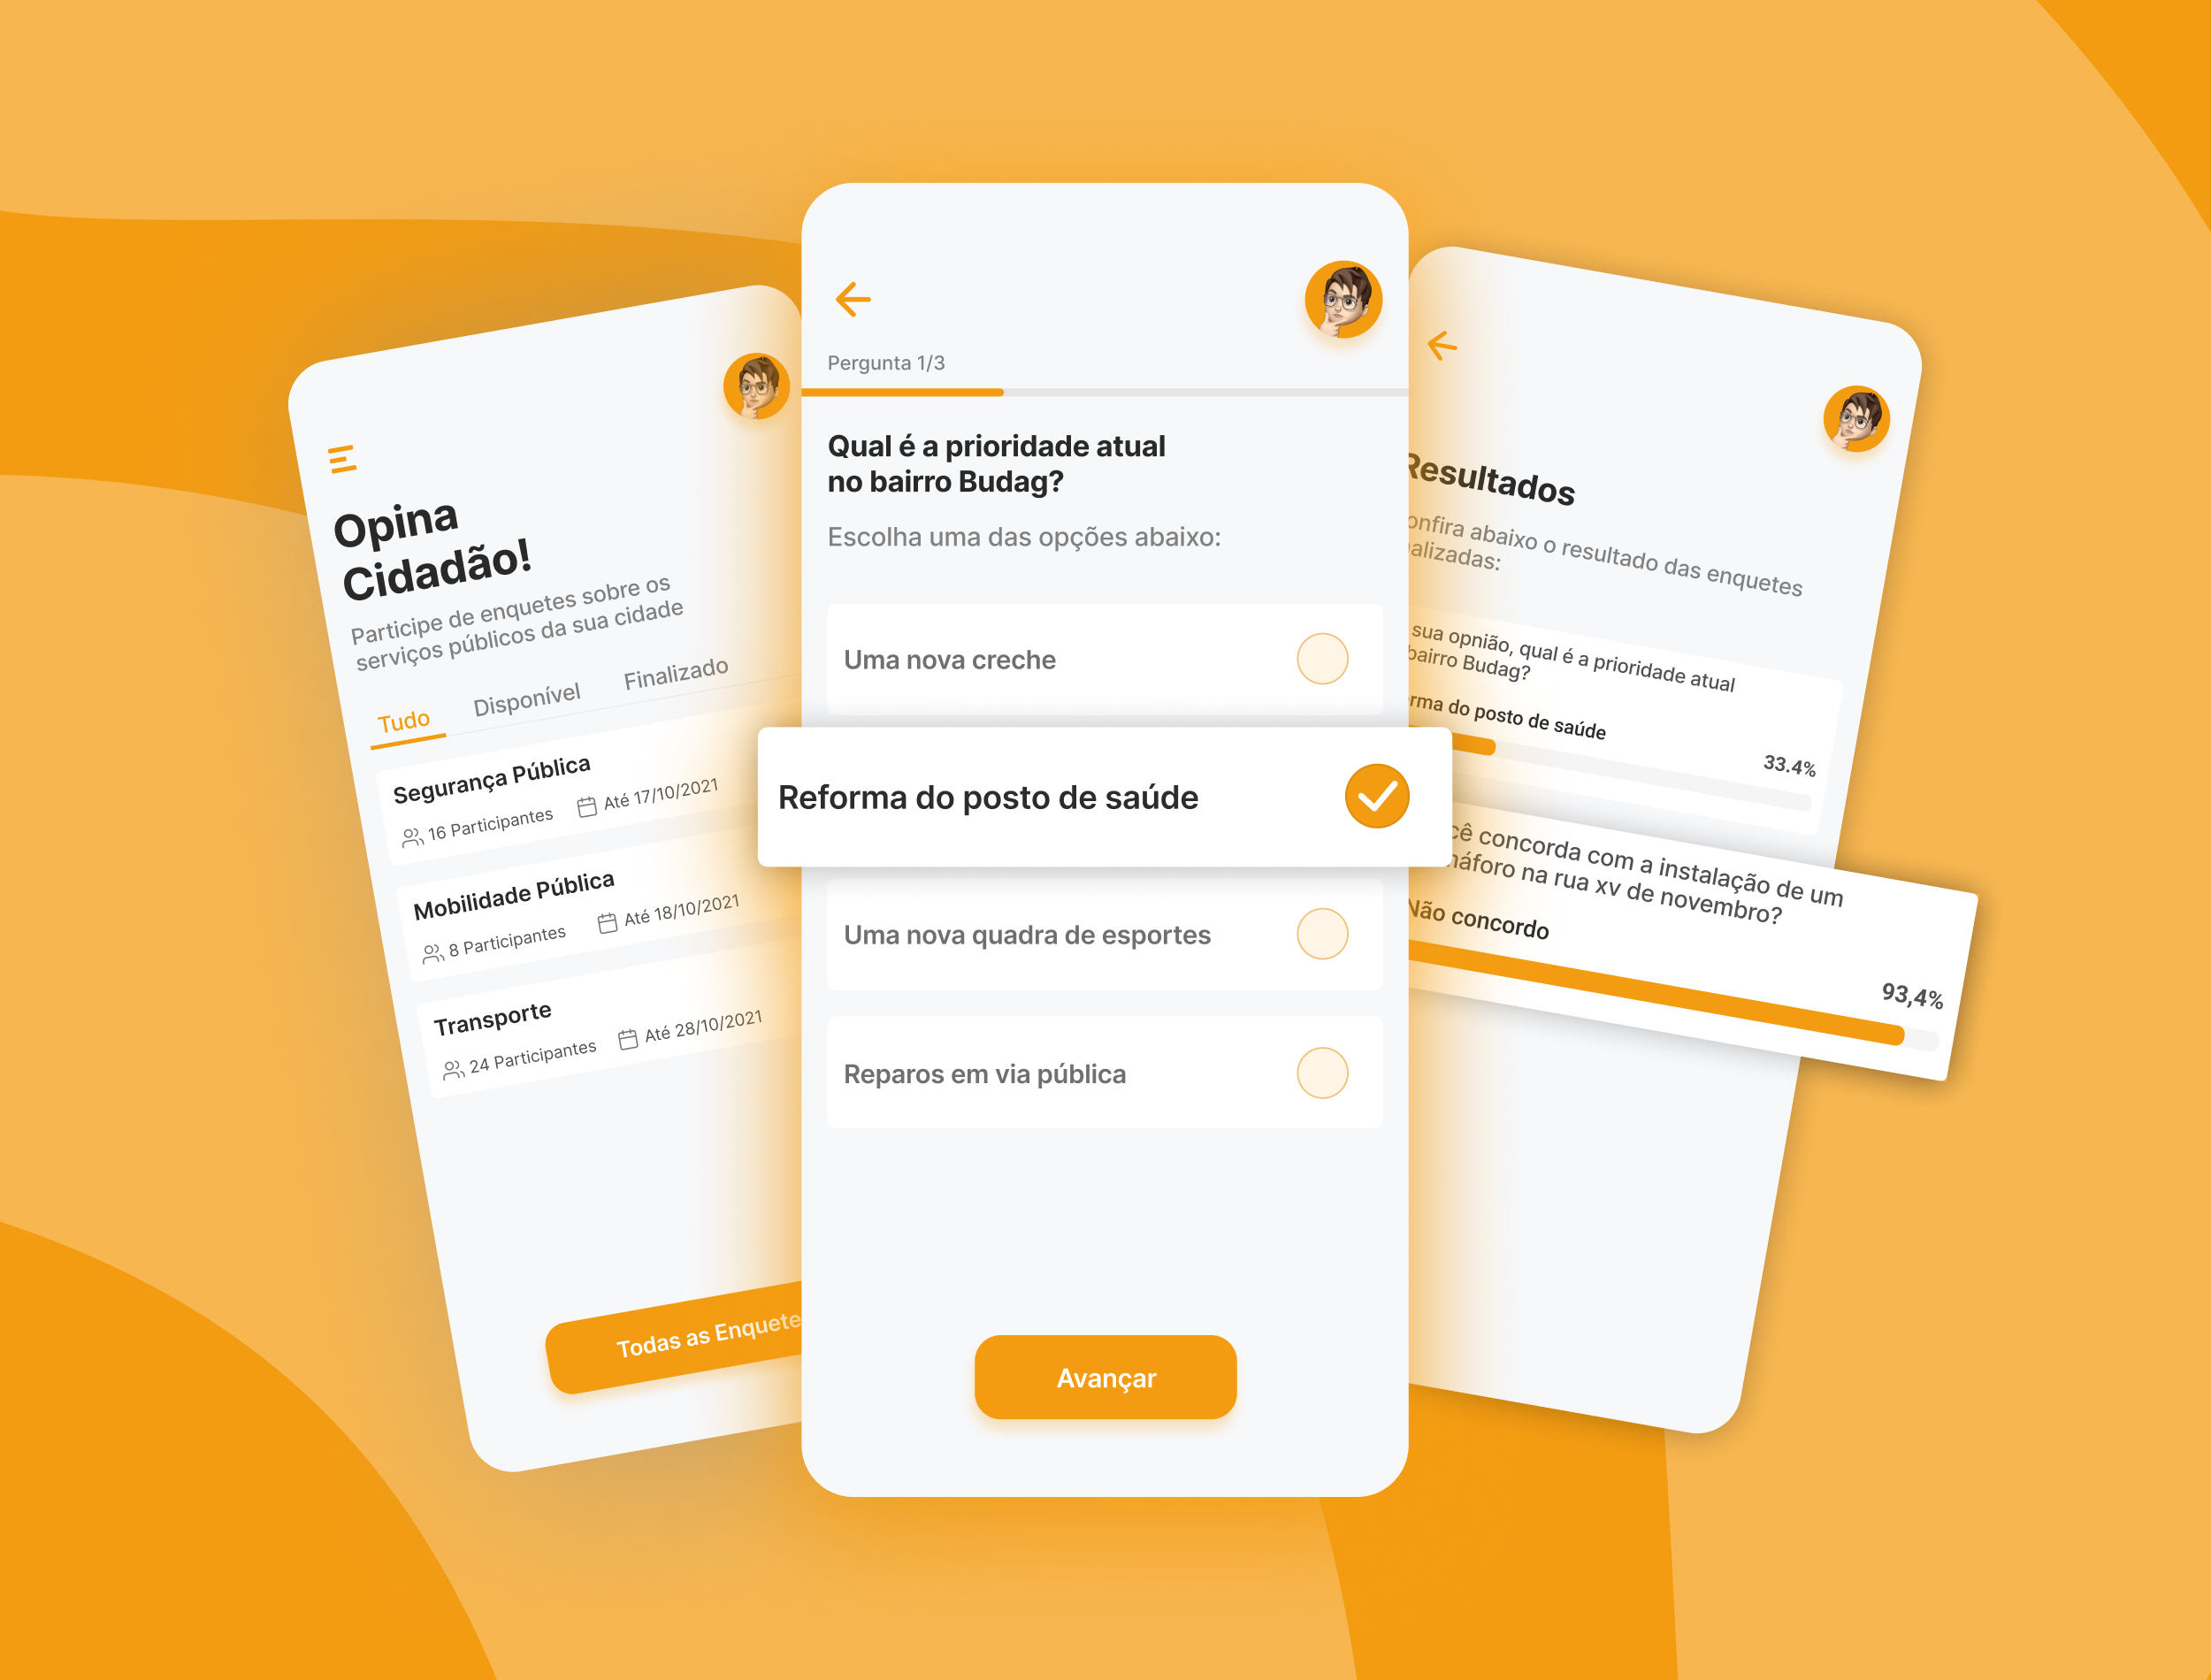 Opina
Cidadão!
Participe de enquetes sobre os
serviços públicos da sua cidade
Tudo
Disponível
Finalizado
Segurança Pública
16 Participantes
Até 17/10/2021
Mobilidade Pública
8 Participantes
Até 18/10/2021
Transporte
24 Participantes
Até 28/10/2021
Todas as Enquete
Pergunta 1/3
Qual é a prioridade atual
no bairro Budag?
Escolha uma das opções abaixo:
Uma nova creche
Reforma do posto de saúde
Uma nova quadra de esportes
Reparos em via pública
Avançar
Resultados
onfira abaixo o resultado das enquetes
alizadas:
sua opnião, qual é a prioridade atual
bairro Budag?
rma do posto de saúde
33.4%
cê concorda com a instalação de um
áforo na rua xv de novembro?
Não concordo
93,4%